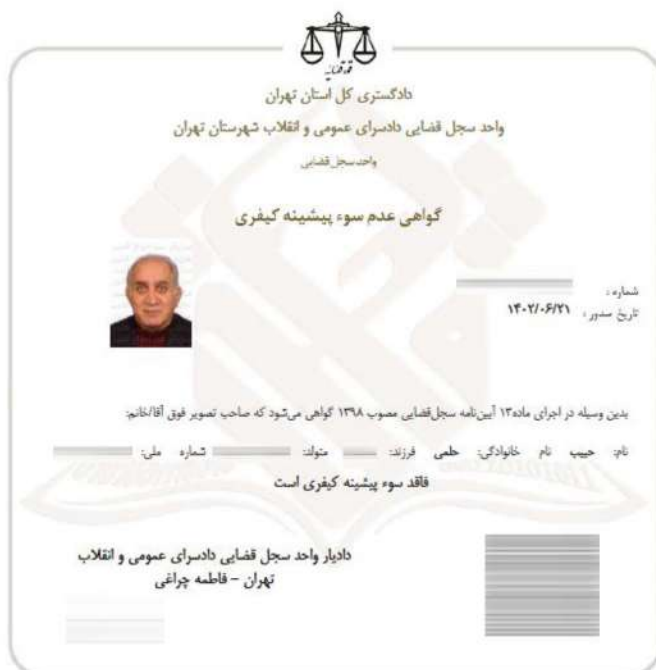 قوه قضاییه
دادگستری کل استان تهران
واحد سجل قضایی دادسرای عمومی و انقلاب شهرستان تهران
واحد سجل قضایی
گواهی عدم سوء پیشینه کیفری
شماره :
تاریخ صدور : ۱۴۰۲/۰۶/۲۱
بدین وسیله در اجرای ماده۱۳ آیین‌نامه سجل‌قضایی مصوب ۱۳۹۸ گواهی می‌شود که صاحب تصویر فوق آقا/خانم:
نام: حبیب نام خانوادگی: حلمی فرزند: متولد: شماره ملی:
فاقد سوء پیشینه کیفری است
دادیار واحد سجل قضایی دادسرای عمومی و انقلاب
تهران – فاطمه چراغی